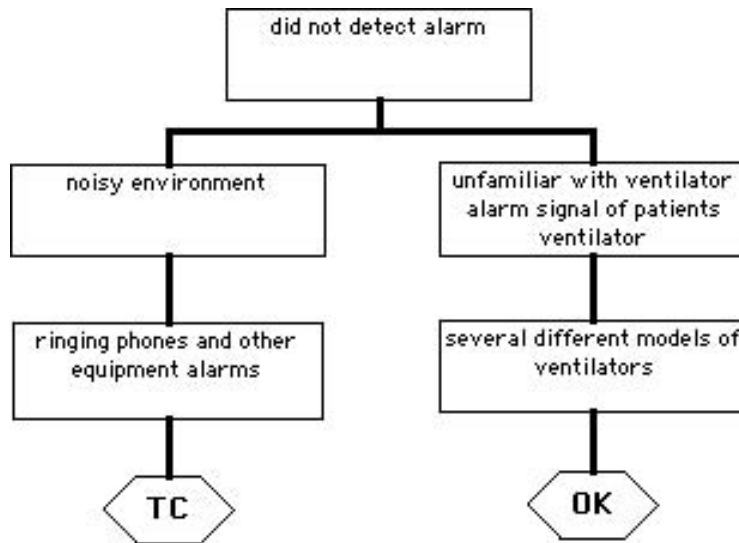 did not detect alarm
noisy environment
unfamiliar with ventilator
alarm signal of patients
ventilator
ringing phones and other
equipment alarms
several different models of
ventilators
TC
OK